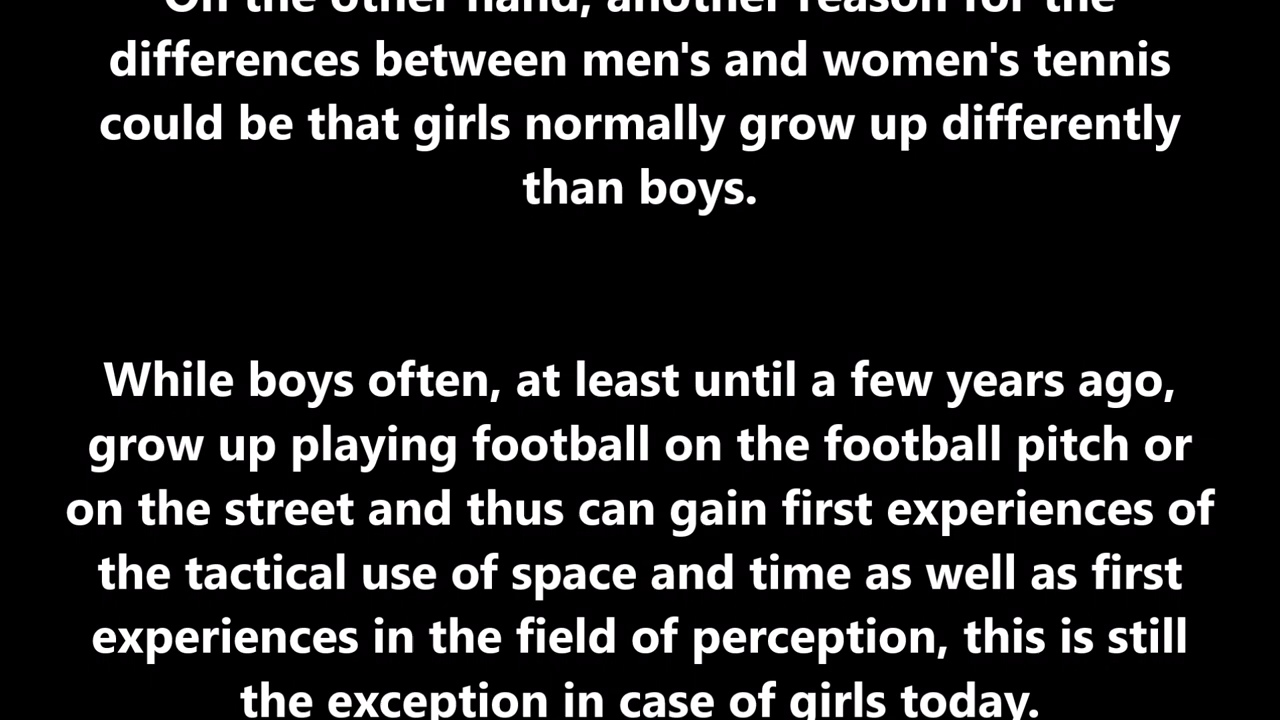 On the other hand, another reason for the
differences between men's and women's tennis
could be that girls normally grow up differently
than boys.
While boys often, at least until a few years ago,
grow up playing football on the football pitch or
on the street and thus can gain first experiences of
the tactical use of space and time as well as first
experiences in the field of perception, this is still
the exception in case of girls today.